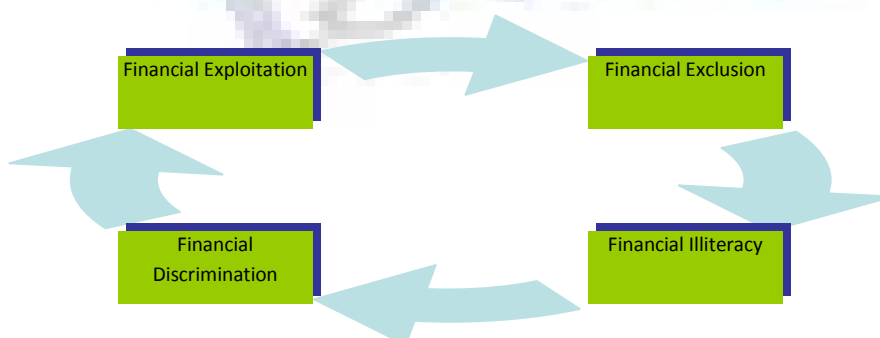 Financial Exploitation
Financial Exclusion
Financial
Discrimination
Financial Illiteracy